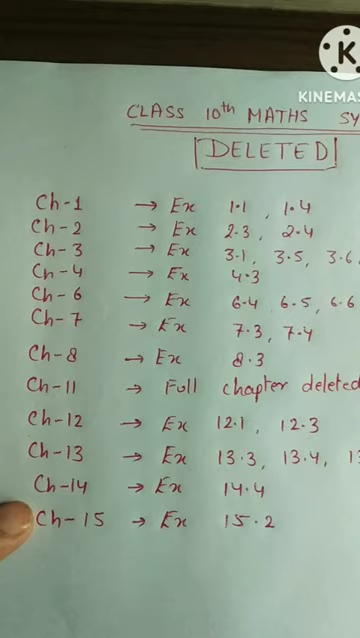 KINEMAS
CLASS 10th MATHS SY
DELETED
Ch-1 → Ex 1.1, 1.4
Ch-2 → Ex 2.3, 2.4
Ch-3 → Ex 3.1, 3.5, 3.6,
Ch-4 → Ex 4.3
Ch-6 → Ex 6.4, 6.5, 6.6
Ch-7 → Ex 7.3, 7.4
Ch-8 → Ex 8.3
Ch-11 → Full chapter deleted
Ch-12 → Ex 12.1, 12.3
Ch-13 → Ex 13.3, 13.4, 13
Ch-14 → Ex 14.4
Ch-15 → Ex 15.2